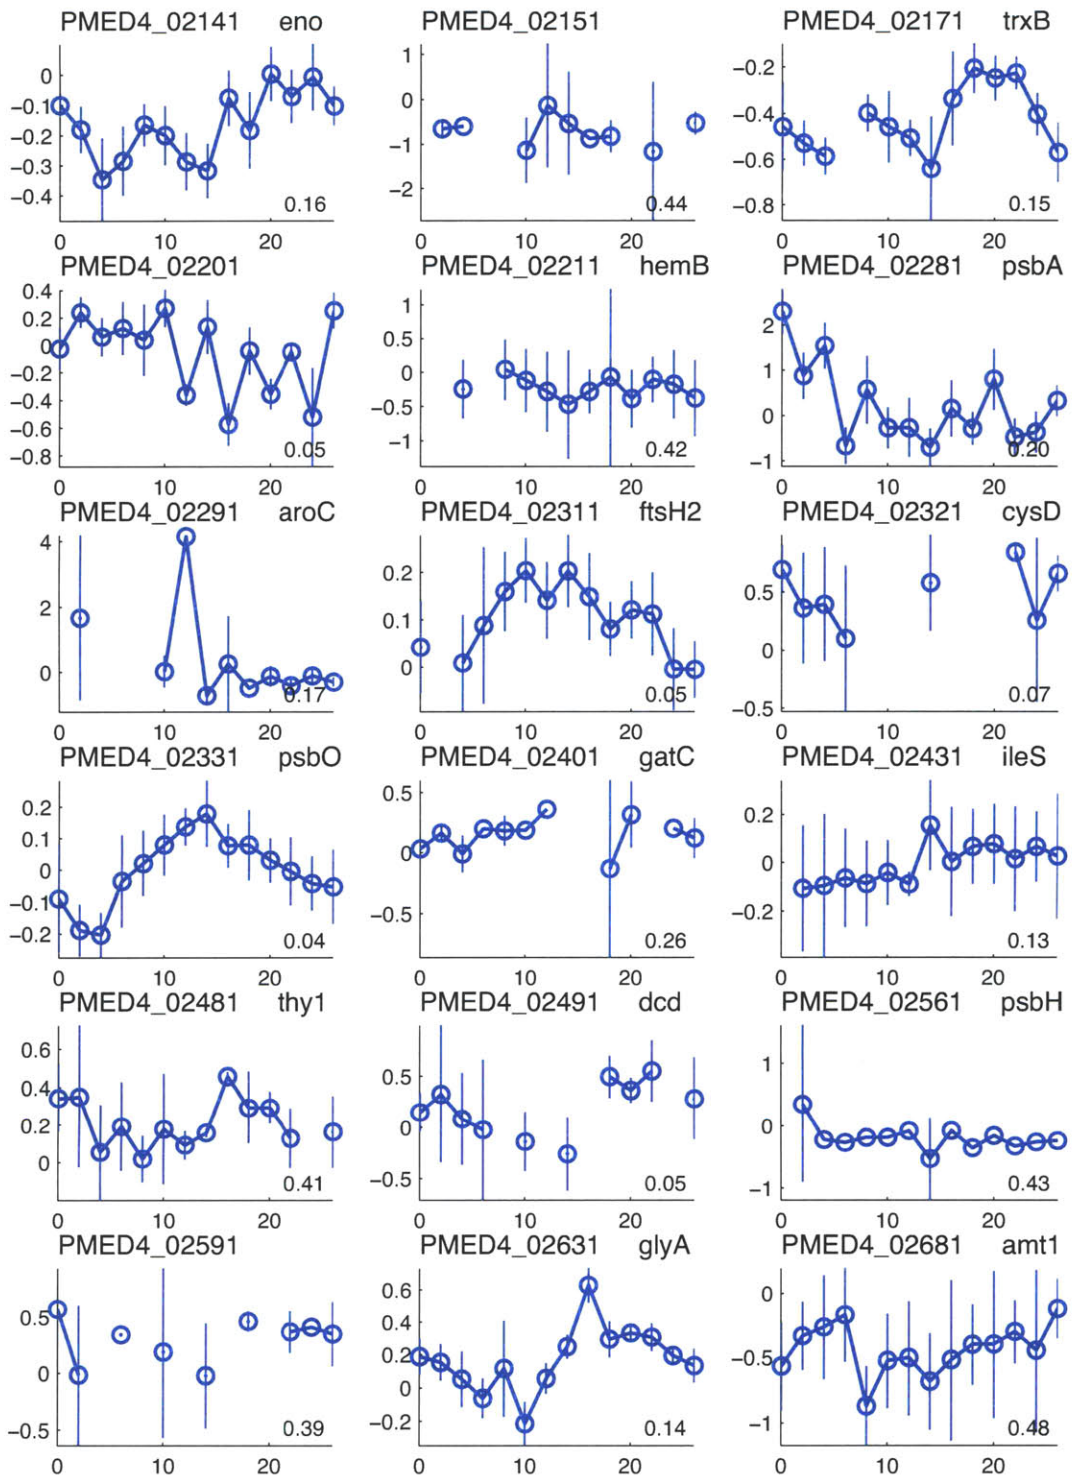 PMED4_02141 eno PMED4_02151 PMED4_02171 trxB
0 -0.1 -0.2 -0.3 -0.4 0.16 0 20
1 0 -1 -2 0.44 0 10 20
-0.2 -0.4 -0.6 -0.8 0.15 0 10 20
PMED4_02201 PMED4_02211 hemB PMED4_02281 psbA
0.4 0.2 0 -0.2 -0.4 -0.6 -0.8 0.05 0 20
1 0.5 0 -0.5 -1 0.42 0 10 20
2 1 0 -1 0.20 0 10 20
PMED4_02291 aroC PMED4_02311 ftsH2 PMED4_02321 cysD
4 2 0 0.17 0 10 20
0.2 0.1 0 0.05 0 10 20
0.5 0 -0.5 0.07 0 10 20
PMED4_02331 psbO PMED4_02401 gatC PMED4_02431 ileS
0.2 0.1 0 -0.1 -0.2 0.04 0 20
0.5 0 -0.5 0.26 0 20
0.2 0 -0.2 0.13 0 10 20
PMED4_02481 thy1 PMED4_02491 dcd PMED4_02561 psbH
0.6 0.4 0.2 0 0.41 0 20
0.5 0 -0.5 0.05 0 20
1 0 -1 0.43 0 10 20
PMED4_02591 PMED4_02631 glyA PMED4_02681 amt1
0.5 0 -0.5 0.39 0 10 20
0.6 0.4 0.2 0 -0.2 0.14 0 20
0 -0.5 -1 0.48 0 10 20